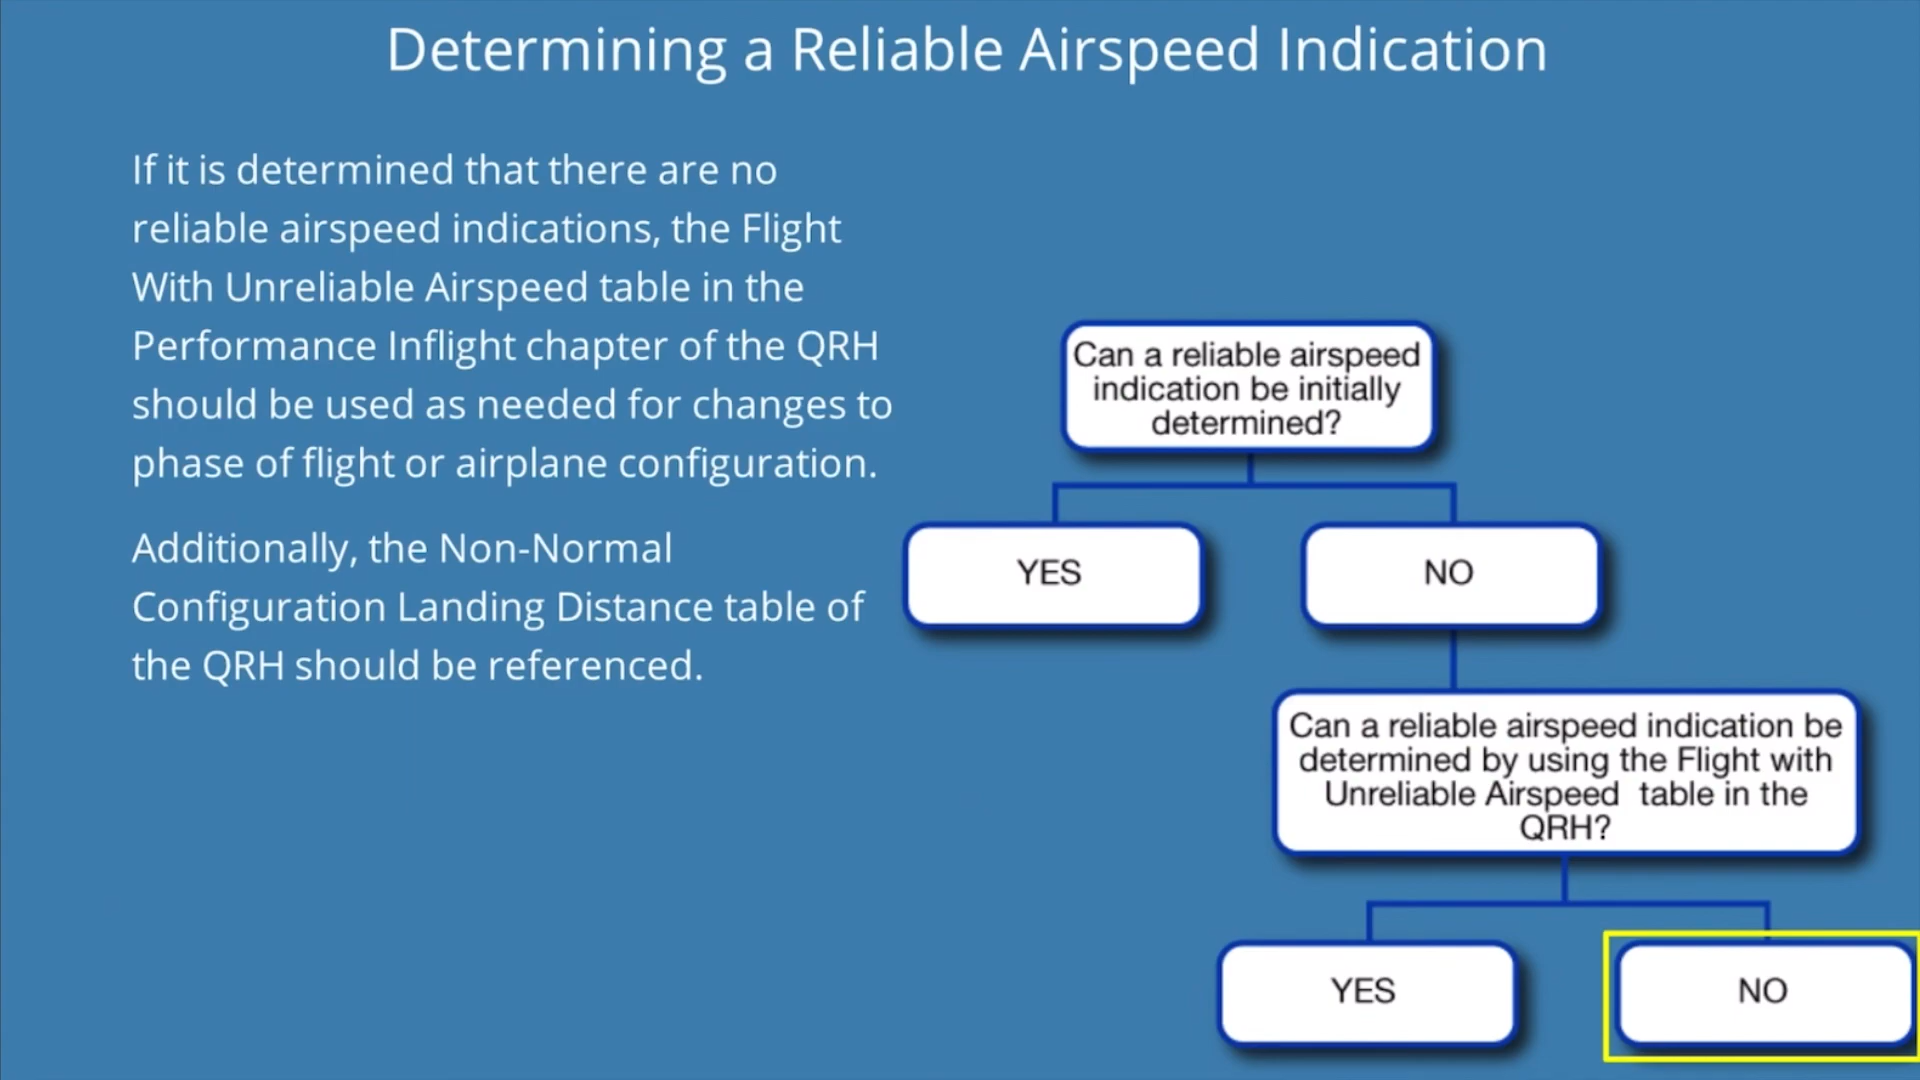 Determining a Reliable Airspeed Indication
If it is determined that there are no
reliable airspeed indications, the Flight
With Unreliable Airspeed table in the
Performance Inflight chapter of the QRH
should be used as needed for changes to
phase of flight or airplane configuration.
Additionally, the Non-Normal
Configuration Landing Distance table of
the QRH should be referenced.
Can a reliable airspeed
indication be initially
determined?
YES
NO
Can a reliable airspeed indication be
determined by using the Flight with
Unreliable Airspeed table in the
QRH?
YES
NO